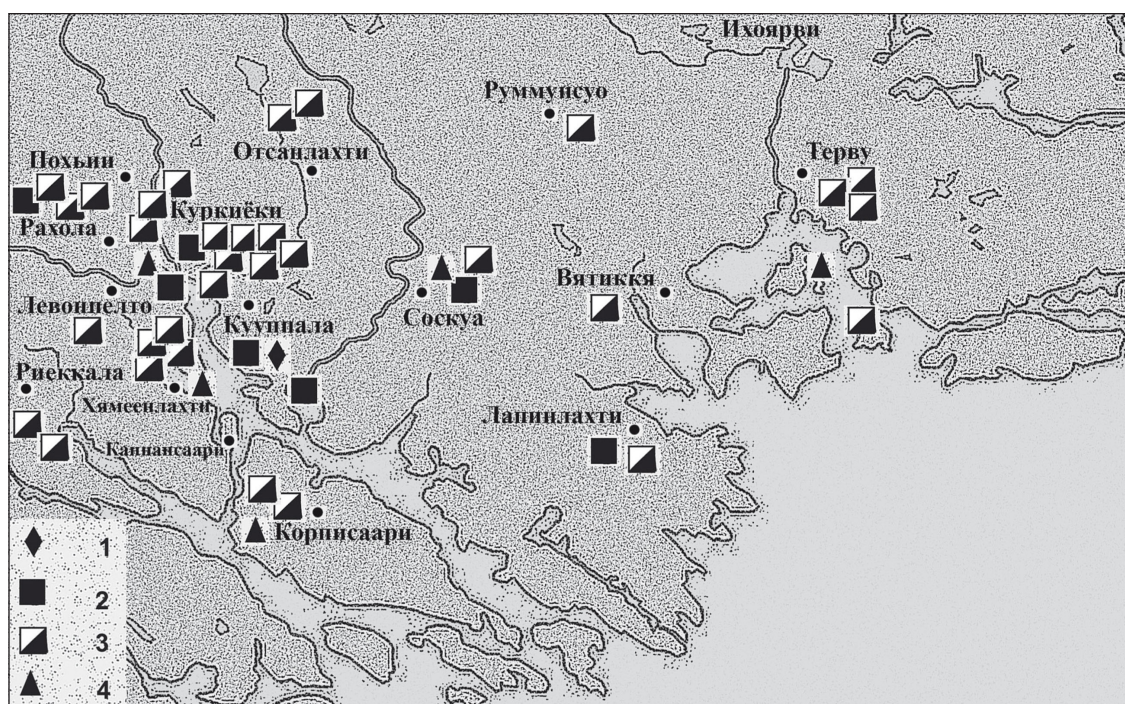 Ихоярви
Руммунсуо
Отсанлахти
Терву
Похьии
Куркиёки
Рахола
Вятиккя
Левонпелто
Соскуа
Кууппала
Риеккала
Хямеенлахти
Лапинлахти
Каннансаари
Корписаари
1
2
3
4